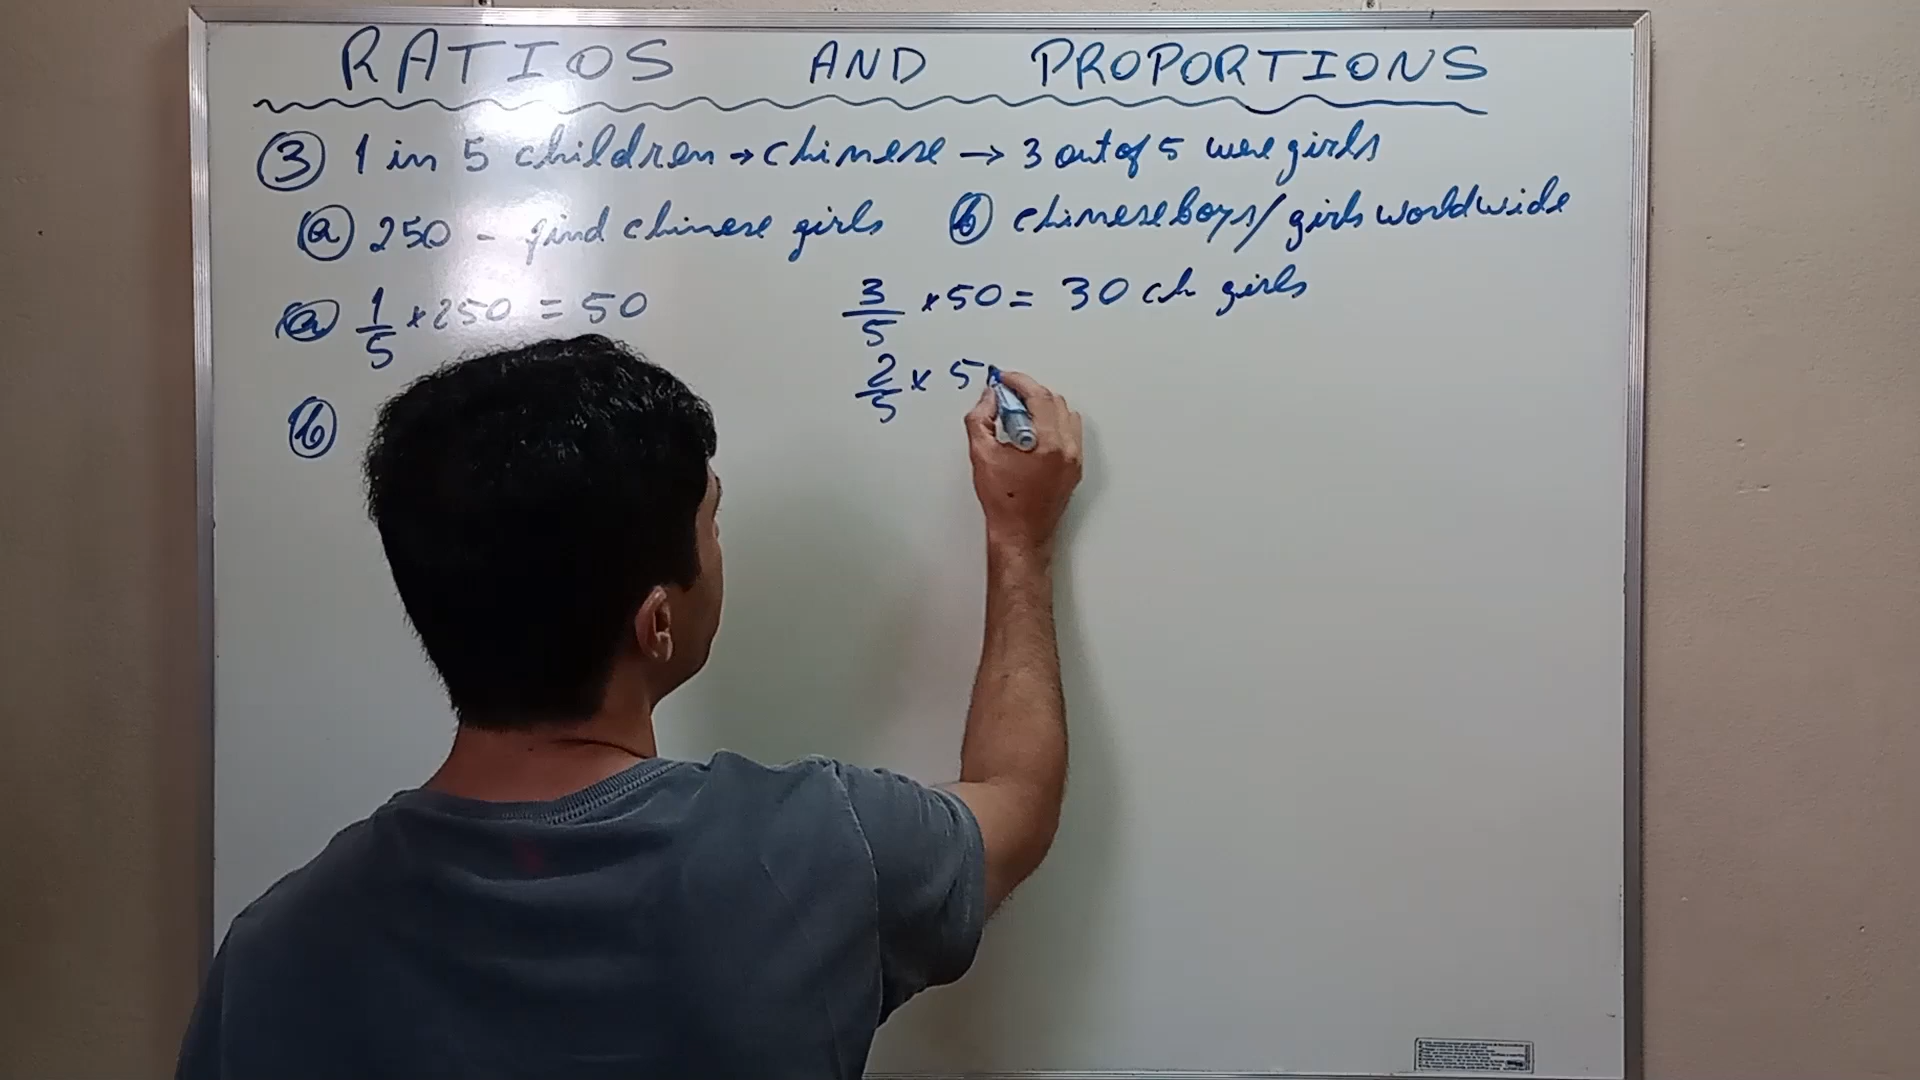 RATIOS AND PROPORTIONS
③ 1 in 5 children → chinese → 3 out of 5 were girls
ⓐ 250 - find chinese girls ⓑ chinese boys/girls worldwide
ⓐ 1/5 × 250 = 50 3/5 × 50 = 30 ch girls
2/5 × 5
ⓑ